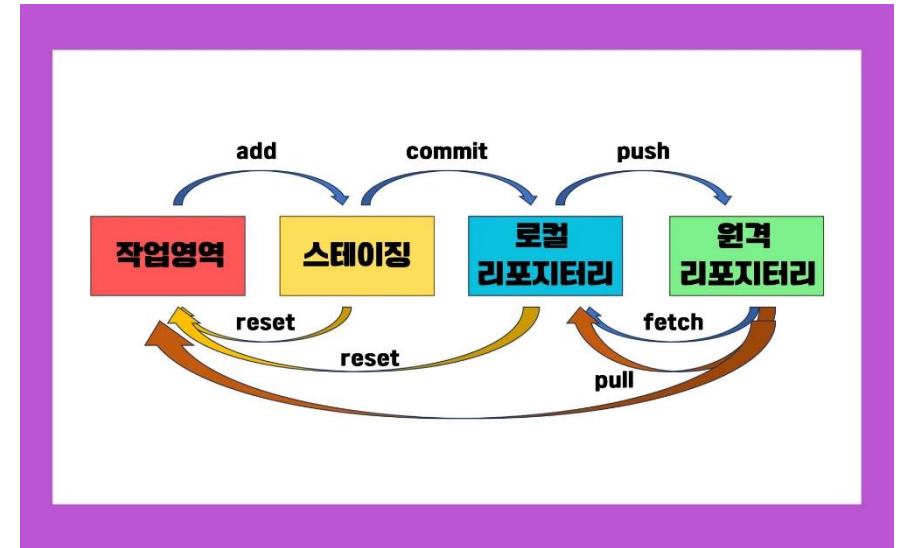 add
commit
push
작업영역
스테이징
로컬
리포지터리
원격
리포지터리
reset
fetch
reset
pull